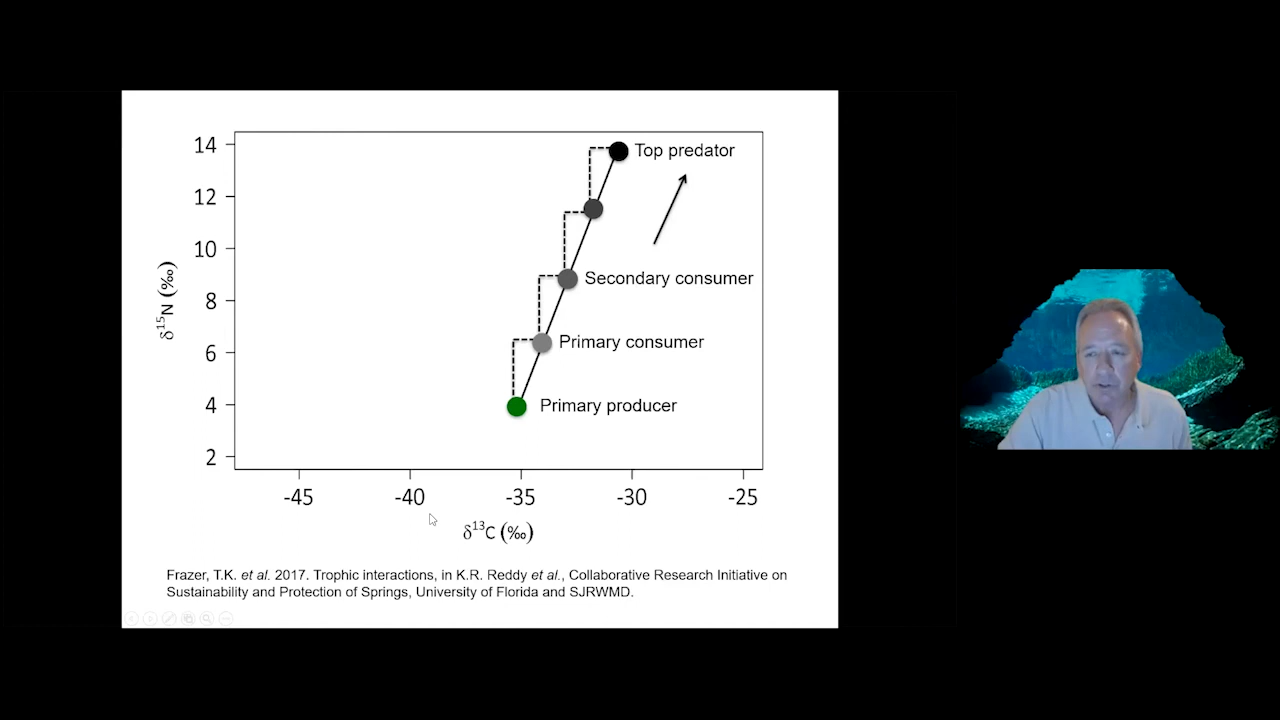 14
Top predator
12
10
Secondary consumer
8
δ15N (‰)
Primary consumer
6
4
Primary producer
2
-45 -40 -35 -30 -25
δ13C (‰)
Frazer, T.K. et al. 2017. Trophic interactions, in K.R. Reddy et al., Collaborative Research Initiative on
Sustainability and Protection of Springs, University of Florida and SJRWMD.